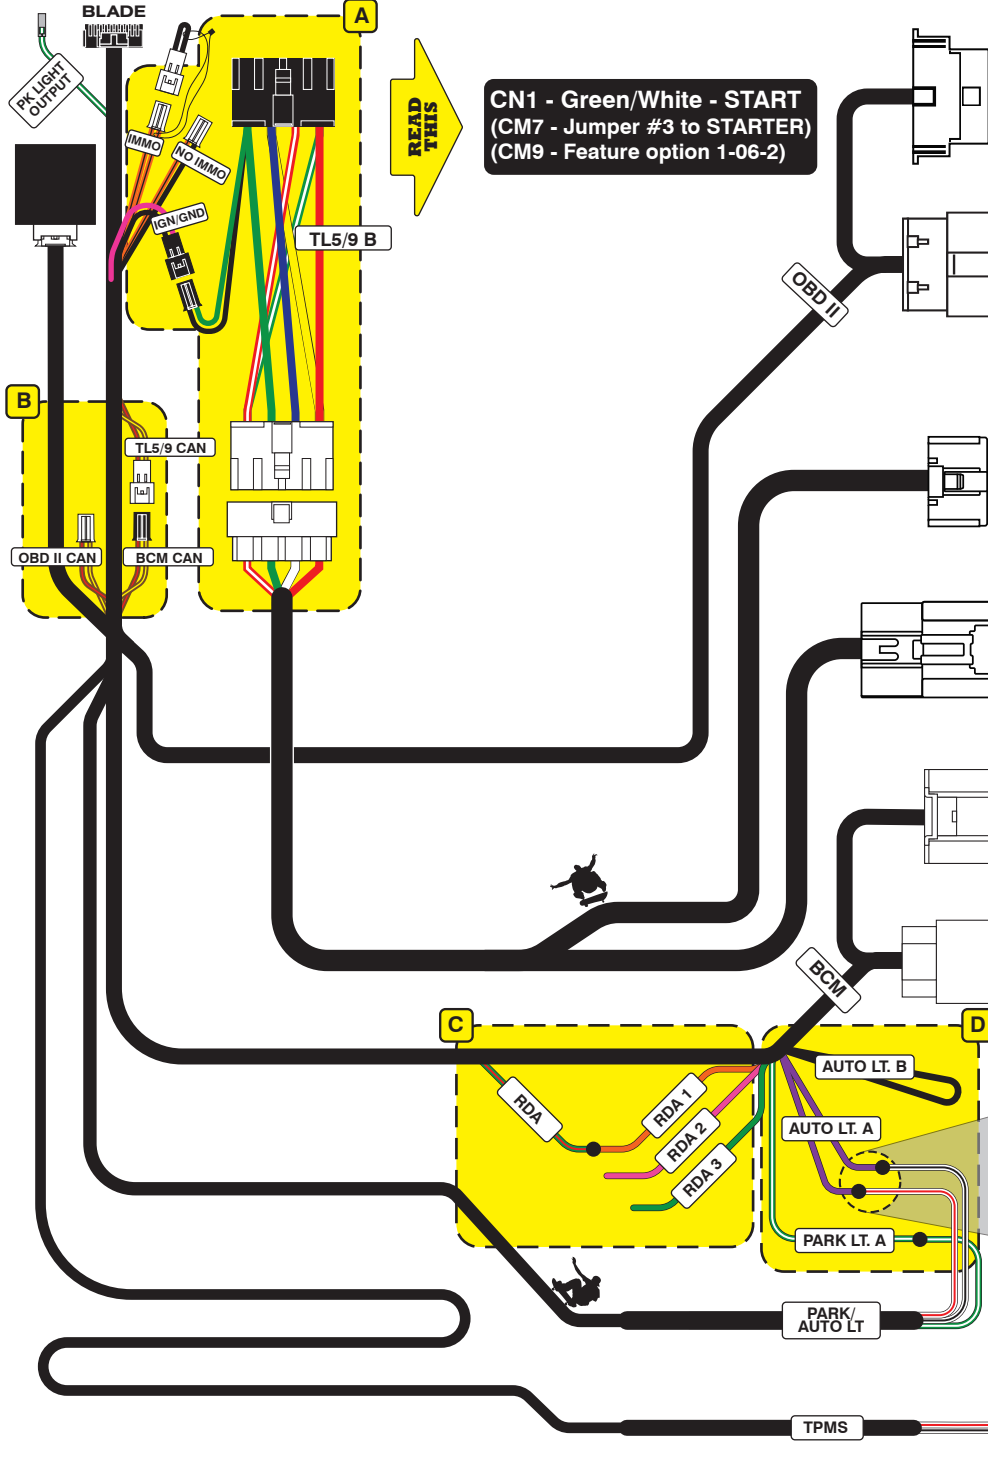 BLADE
A
PK LIGHT
OUTPUT
READ
THIS
CN1 - Green/White - START
(CM7 - Jumper #3 to STARTER)
(CM9 - Feature option 1-06-2)
IMMO
NO IMMO
IGN/GND
TL5/9 B
OBD II
B
TL5/9 CAN
OBD II CAN
BCM CAN
BCM
C
D
AUTO LT. B
RDA
RDA 1
RDA 2
RDA 3
AUTO LT. A
PARK LT. A
PARK/
AUTO LT
TPMS